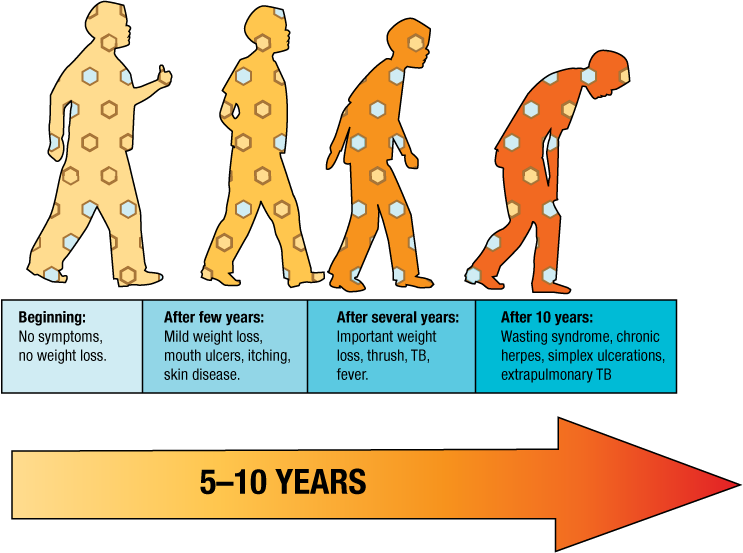 Beginning:
No symptoms,
no weight loss.
After few years:
Mild weight loss,
mouth ulcers, itching,
skin disease.
After several years:
Important weight
loss, thrush, TB,
fever.
After 10 years:
Wasting syndrome, chronic
herpes, simplex ulcerations,
extrapulmonary TB
5–10 YEARS